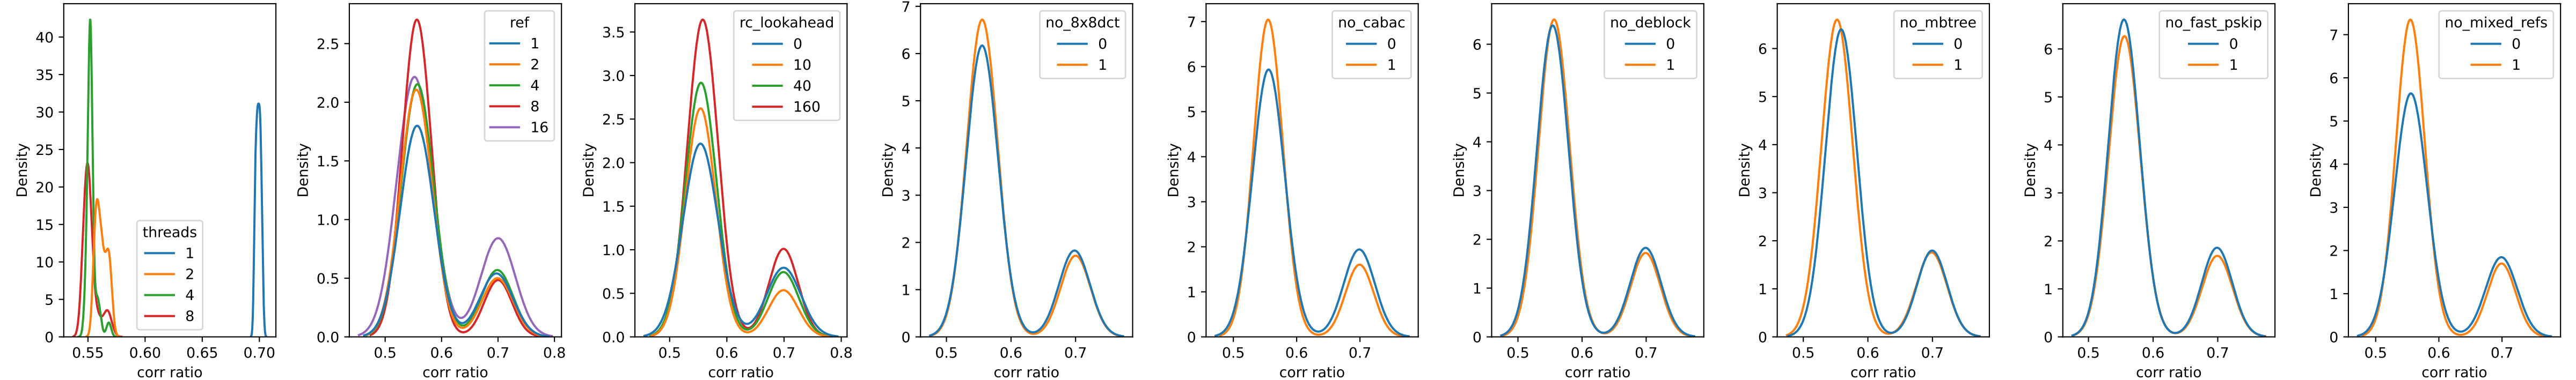 Density
40
35
30
25
20
15
10
5
0
threads
1
2
4
8
0.55 0.60 0.65 0.70
corr ratio
Density
2.5
2.0
1.5
1.0
0.5
0.0
ref
1
2
4
8
16
0.5 0.6 0.7 0.8
corr ratio
Density
3.5
3.0
2.5
2.0
1.5
1.0
0.5
0.0
rc_lookahead
0
10
40
160
0.5 0.6 0.7 0.8
corr ratio
Density
7
6
5
4
3
2
1
0
no_8x8dct
0
1
0.5 0.6 0.7
corr ratio
Density
7
6
5
4
3
2
1
0
no_cabac
0
1
0.5 0.6 0.7
corr ratio
Density
6
5
4
3
2
1
0
no_deblock
0
1
0.5 0.6 0.7
corr ratio
Density
6
5
4
3
2
1
0
no_mbtree
0
1
0.5 0.6 0.7
corr ratio
Density
6
5
4
3
2
1
0
no_fast_pskip
0
1
0.5 0.6 0.7
corr ratio
Density
7
6
5
4
3
2
1
0
no_mixed_refs
0
1
0.5 0.6 0.7
corr ratio